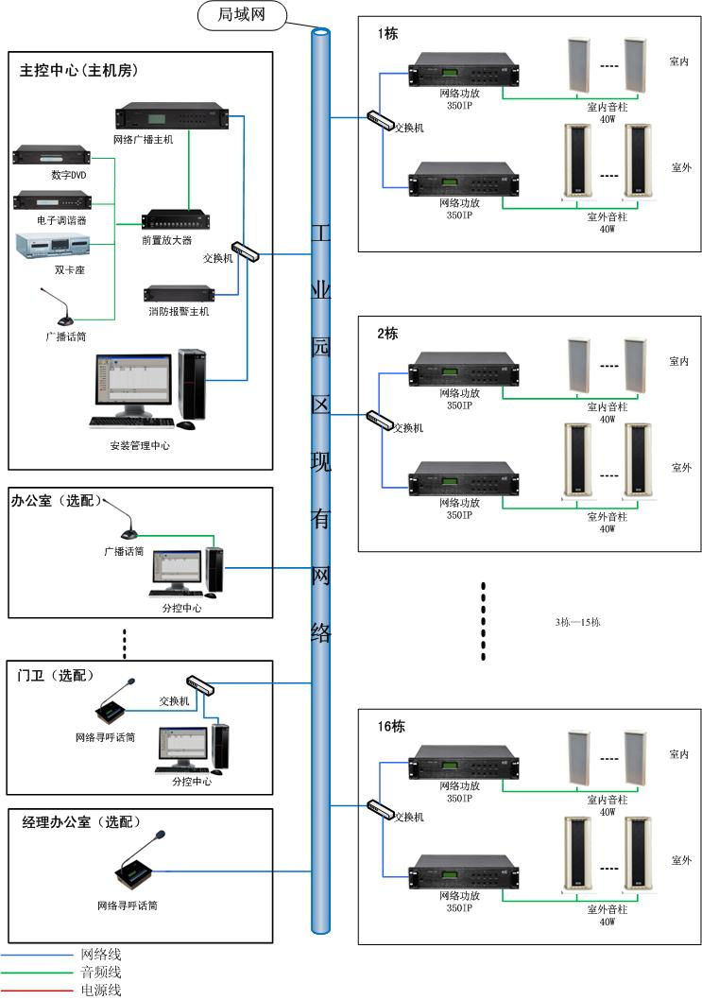 局域网
主控中心(主机房)
网络广播主机
数字DVD
电子调谐器
前置放大器
双卡座
交换机
广播话筒
消防报警主机
安装管理中心
办公室（选配）
广播话筒
分控中心
门卫（选配）
交换机
网络寻呼话筒
分控中心
经理办公室（选配）
网络寻呼话筒
网络线
音频线
电源线
工业园区现有网络
1栋
网络功放
350IP
室内
室内音柱
40W
交换机
网络功放
350IP
室外
室外音柱
40W
2栋
网络功放
350IP
室内
室内音柱
40W
交换机
网络功放
350IP
室外
室外音柱
40W
3栋—15栋
16栋
网络功放
350IP
室内
室内音柱
40W
交换机
网络功放
350IP
室外
室外音柱
40W